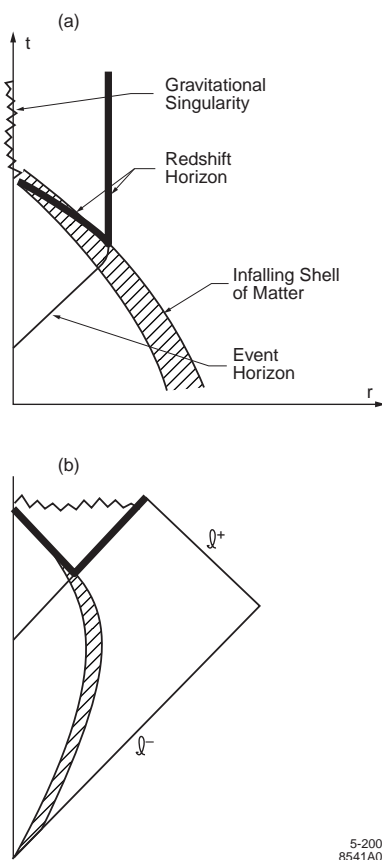 (a)
t
Gravitational
Singularity
Redshift
Horizon
Infalling Shell
of Matter
Event
Horizon
r
(b)
ℓ+
ℓ−
5-200
8541A0